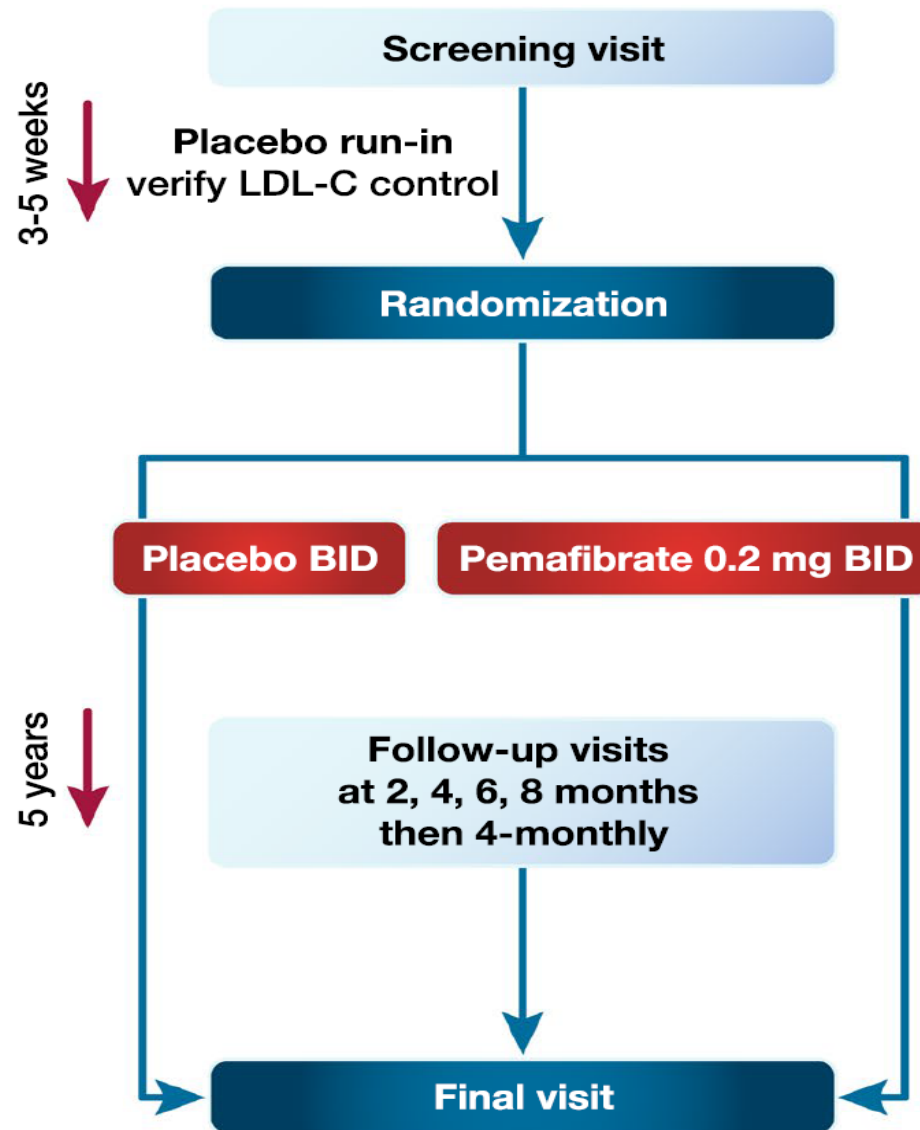 Screening visit
3-5 weeks
Placebo run-in
verify LDL-C control
Randomization
Placebo BID
Pemafibrate 0.2 mg BID
5 years
Follow-up visits
at 2, 4, 6, 8 months
then 4-monthly
Final visit